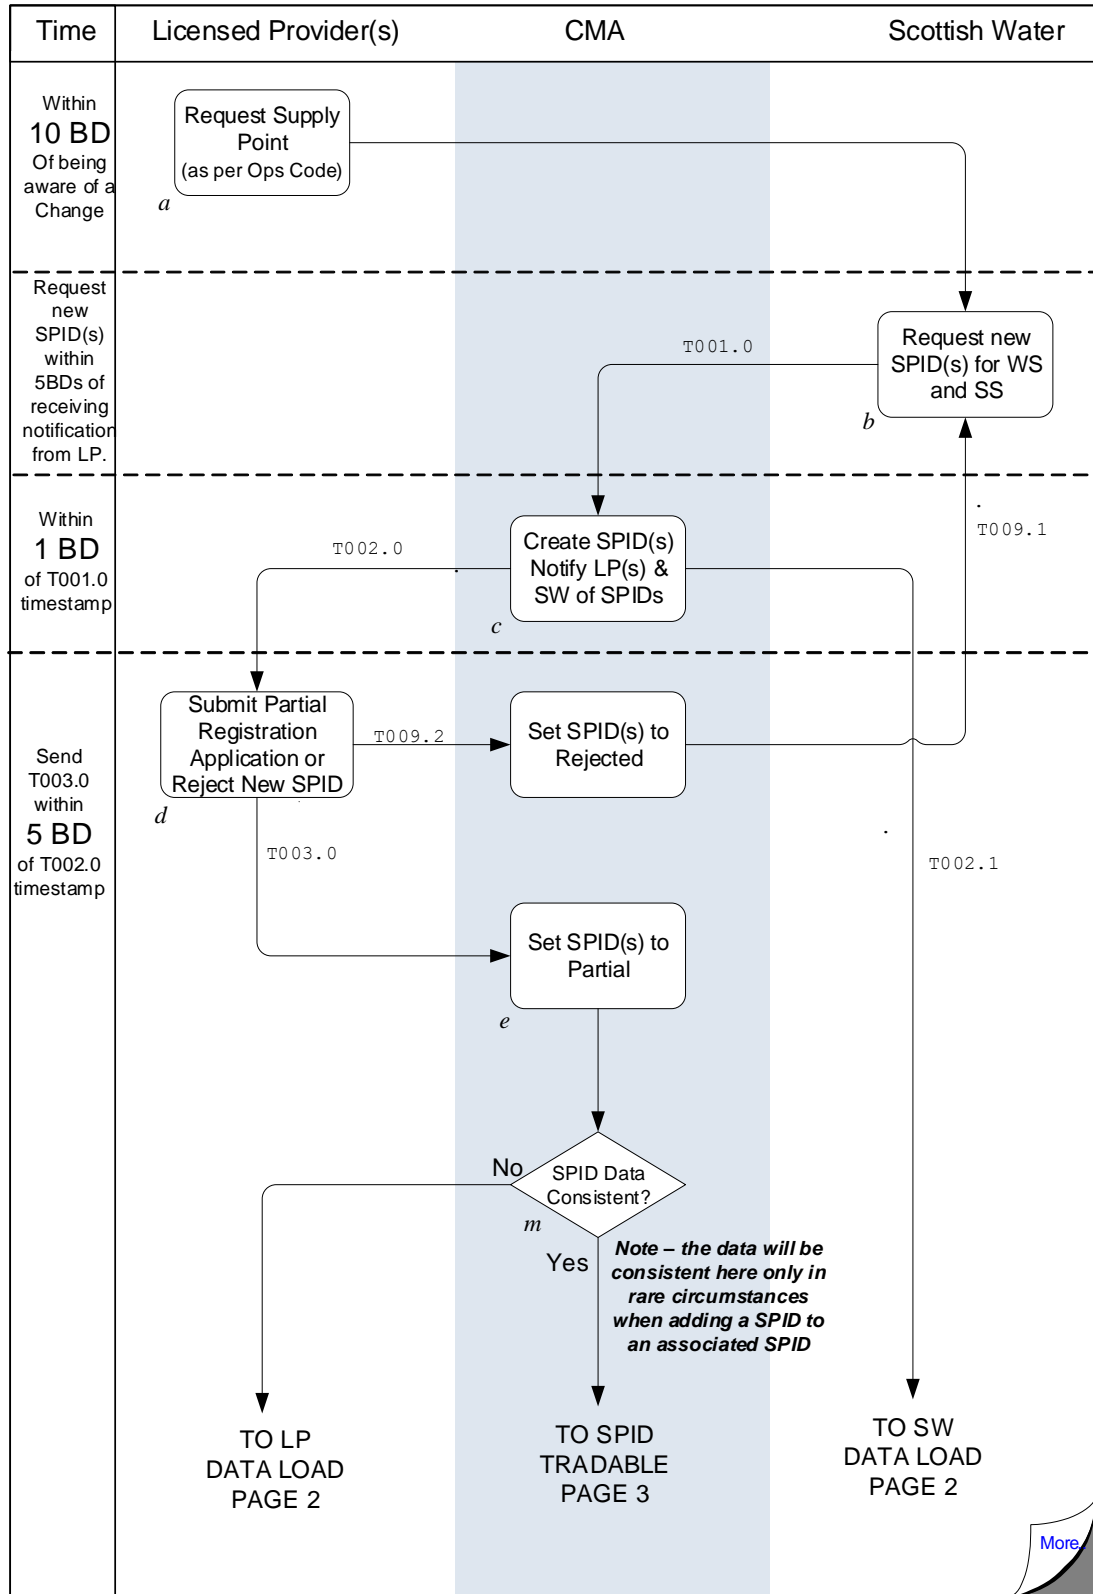 Time
Licensed Provider(s)
CMA
Scottish Water
Within
10 BD
Of being
aware of a
Change
Request Supply
Point
(as per Ops Code)
a
Request
new
SPID(s)
within
5BDs of
receiving
notification
from LP.
T001.0
Request new
SPID(s) for WS
and SS
b
Within
1 BD
of T001.0
timestamp
T002.0
Create SPID(s)
Notify LP(s) &
SW of SPIDs
c
T009.1
Send
T003.0
within
5 BD
of T002.0
timestamp
Submit Partial
Registration
Application or
Reject New SPID
d
T009.2
Set SPID(s) to
Rejected
T003.0
T002.1
Set SPID(s) to
Partial
e
No
SPID Data
Consistent?
m
Yes
Note – the data will be
consistent here only in
rare circumstances
when adding a SPID to
an associated SPID
TO LP
DATA LOAD
PAGE 2
TO SPID
TRADABLE
PAGE 3
TO SW
DATA LOAD
PAGE 2
More..